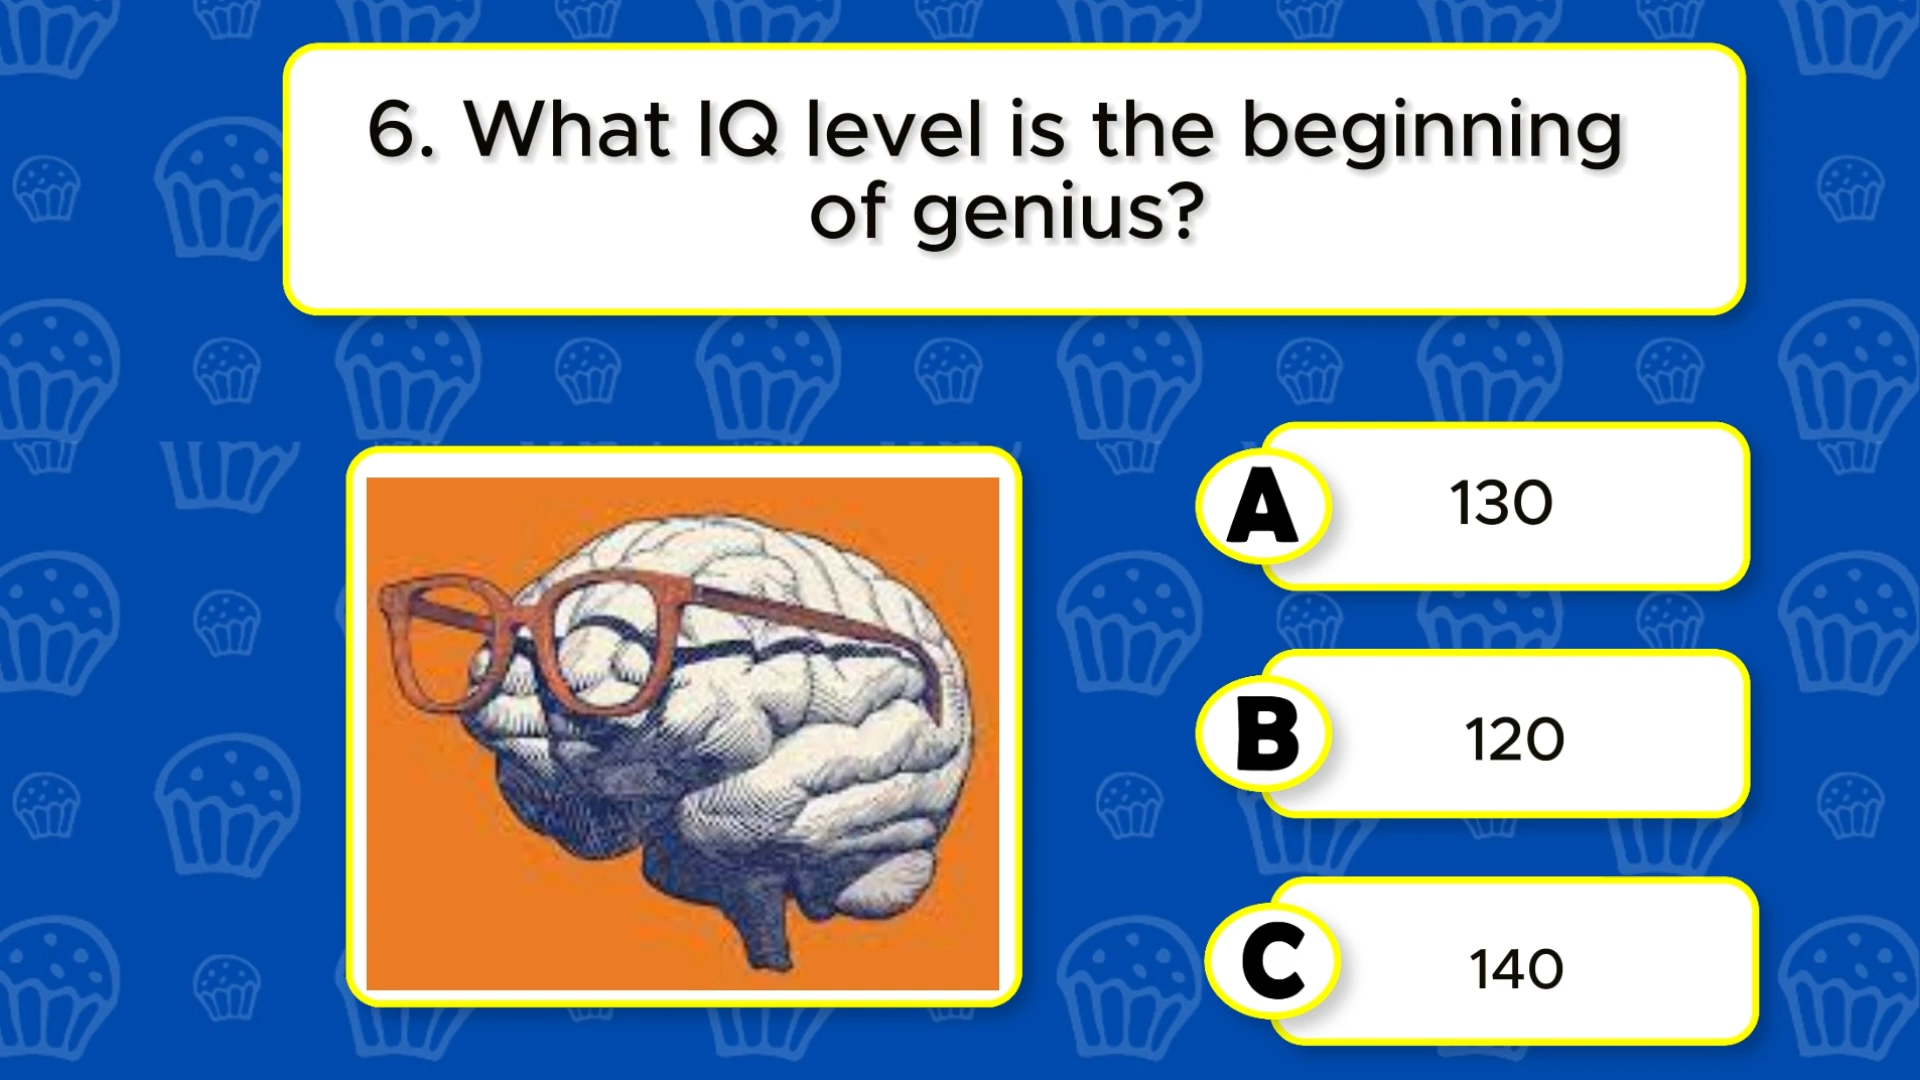 6. What IQ level is the beginning
of genius?
A 130
B 120
C 140